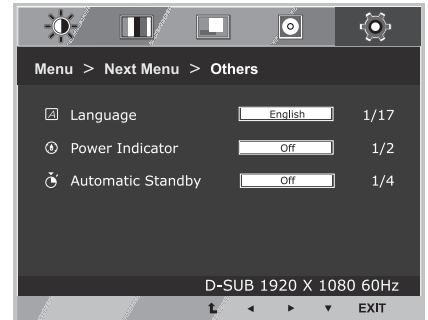 Menu > Next Menu > Others
Language English 1/17
Power Indicator Off 1/2
Automatic Standby Off 1/4
D-SUB 1920 X 1080 60Hz
EXIT